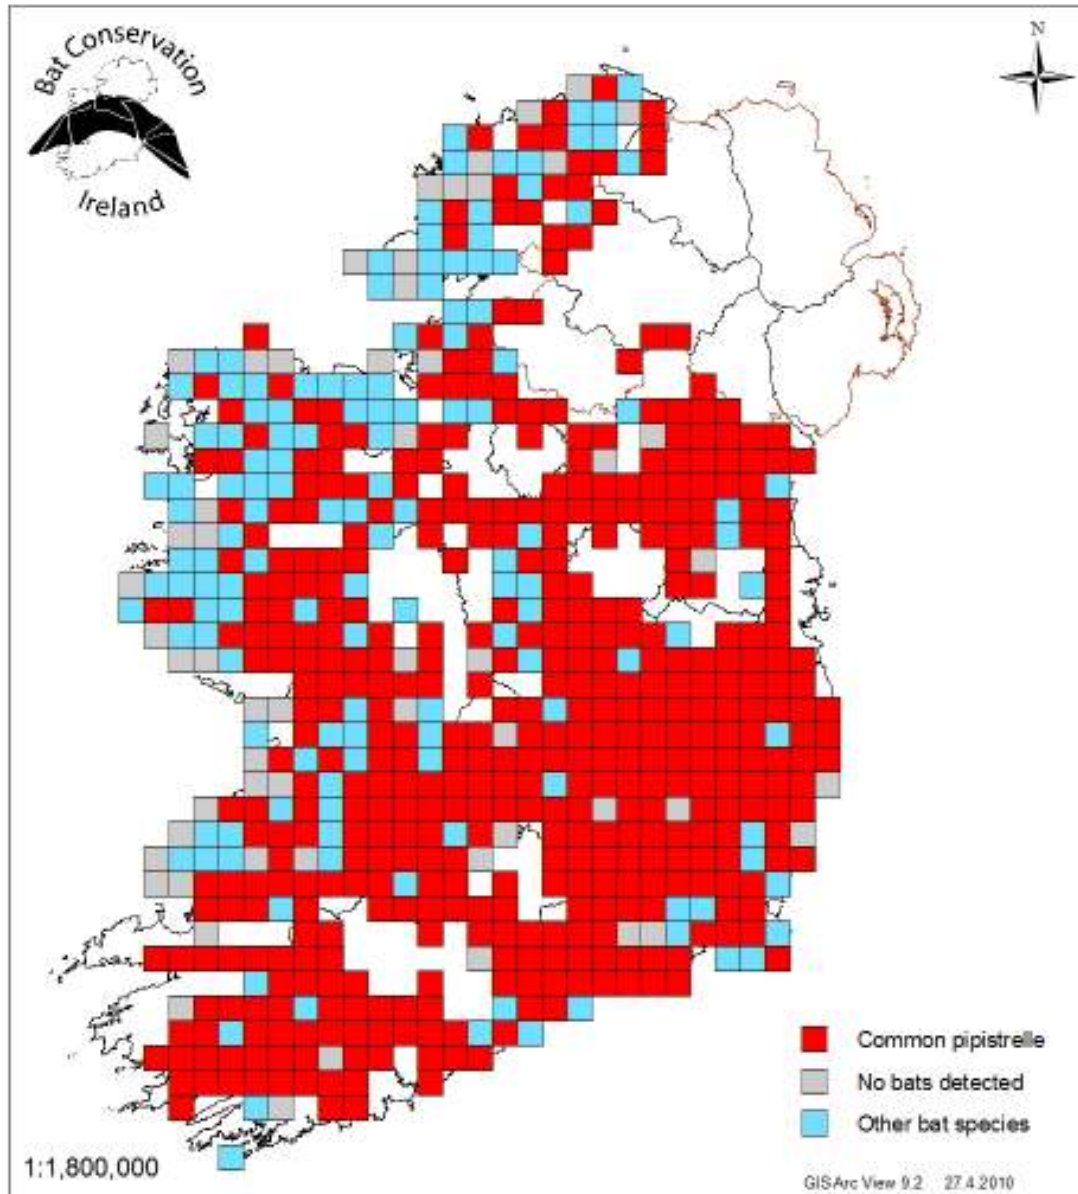 Bat Conservation
Ireland
N
Common pipistrelle
No bats detected
Other bat species
1:1,800,000
GIS Arc View 9.2 27.4.2010